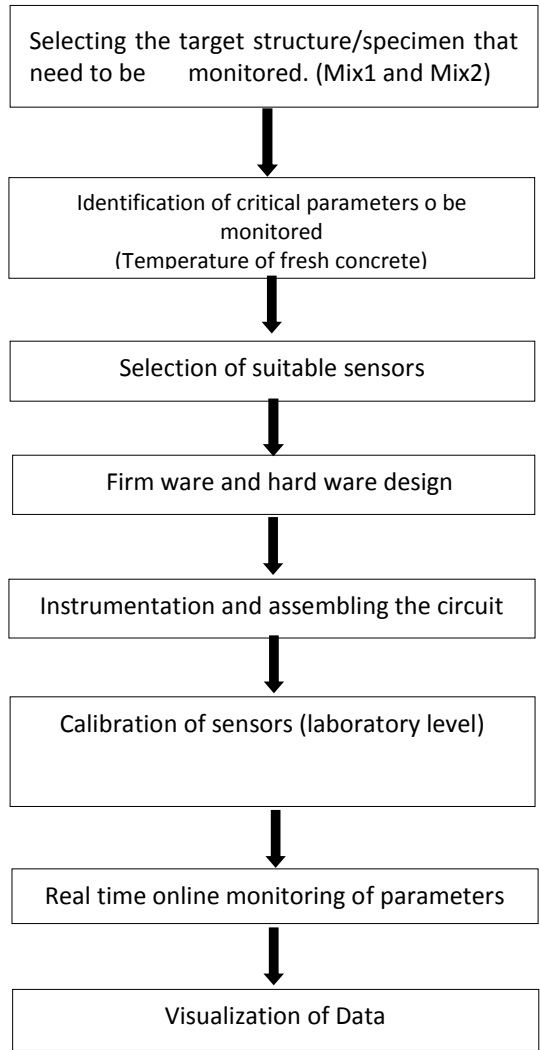 Selecting the target structure/specimen that
need to be monitored. (Mix1 and Mix2)
Identification of critical parameters o be
monitored
(Temperature of fresh concrete)
Selection of suitable sensors
Firm ware and hard ware design
Instrumentation and assembling the circuit
Calibration of sensors (laboratory level)
Real time online monitoring of parameters
Visualization of Data